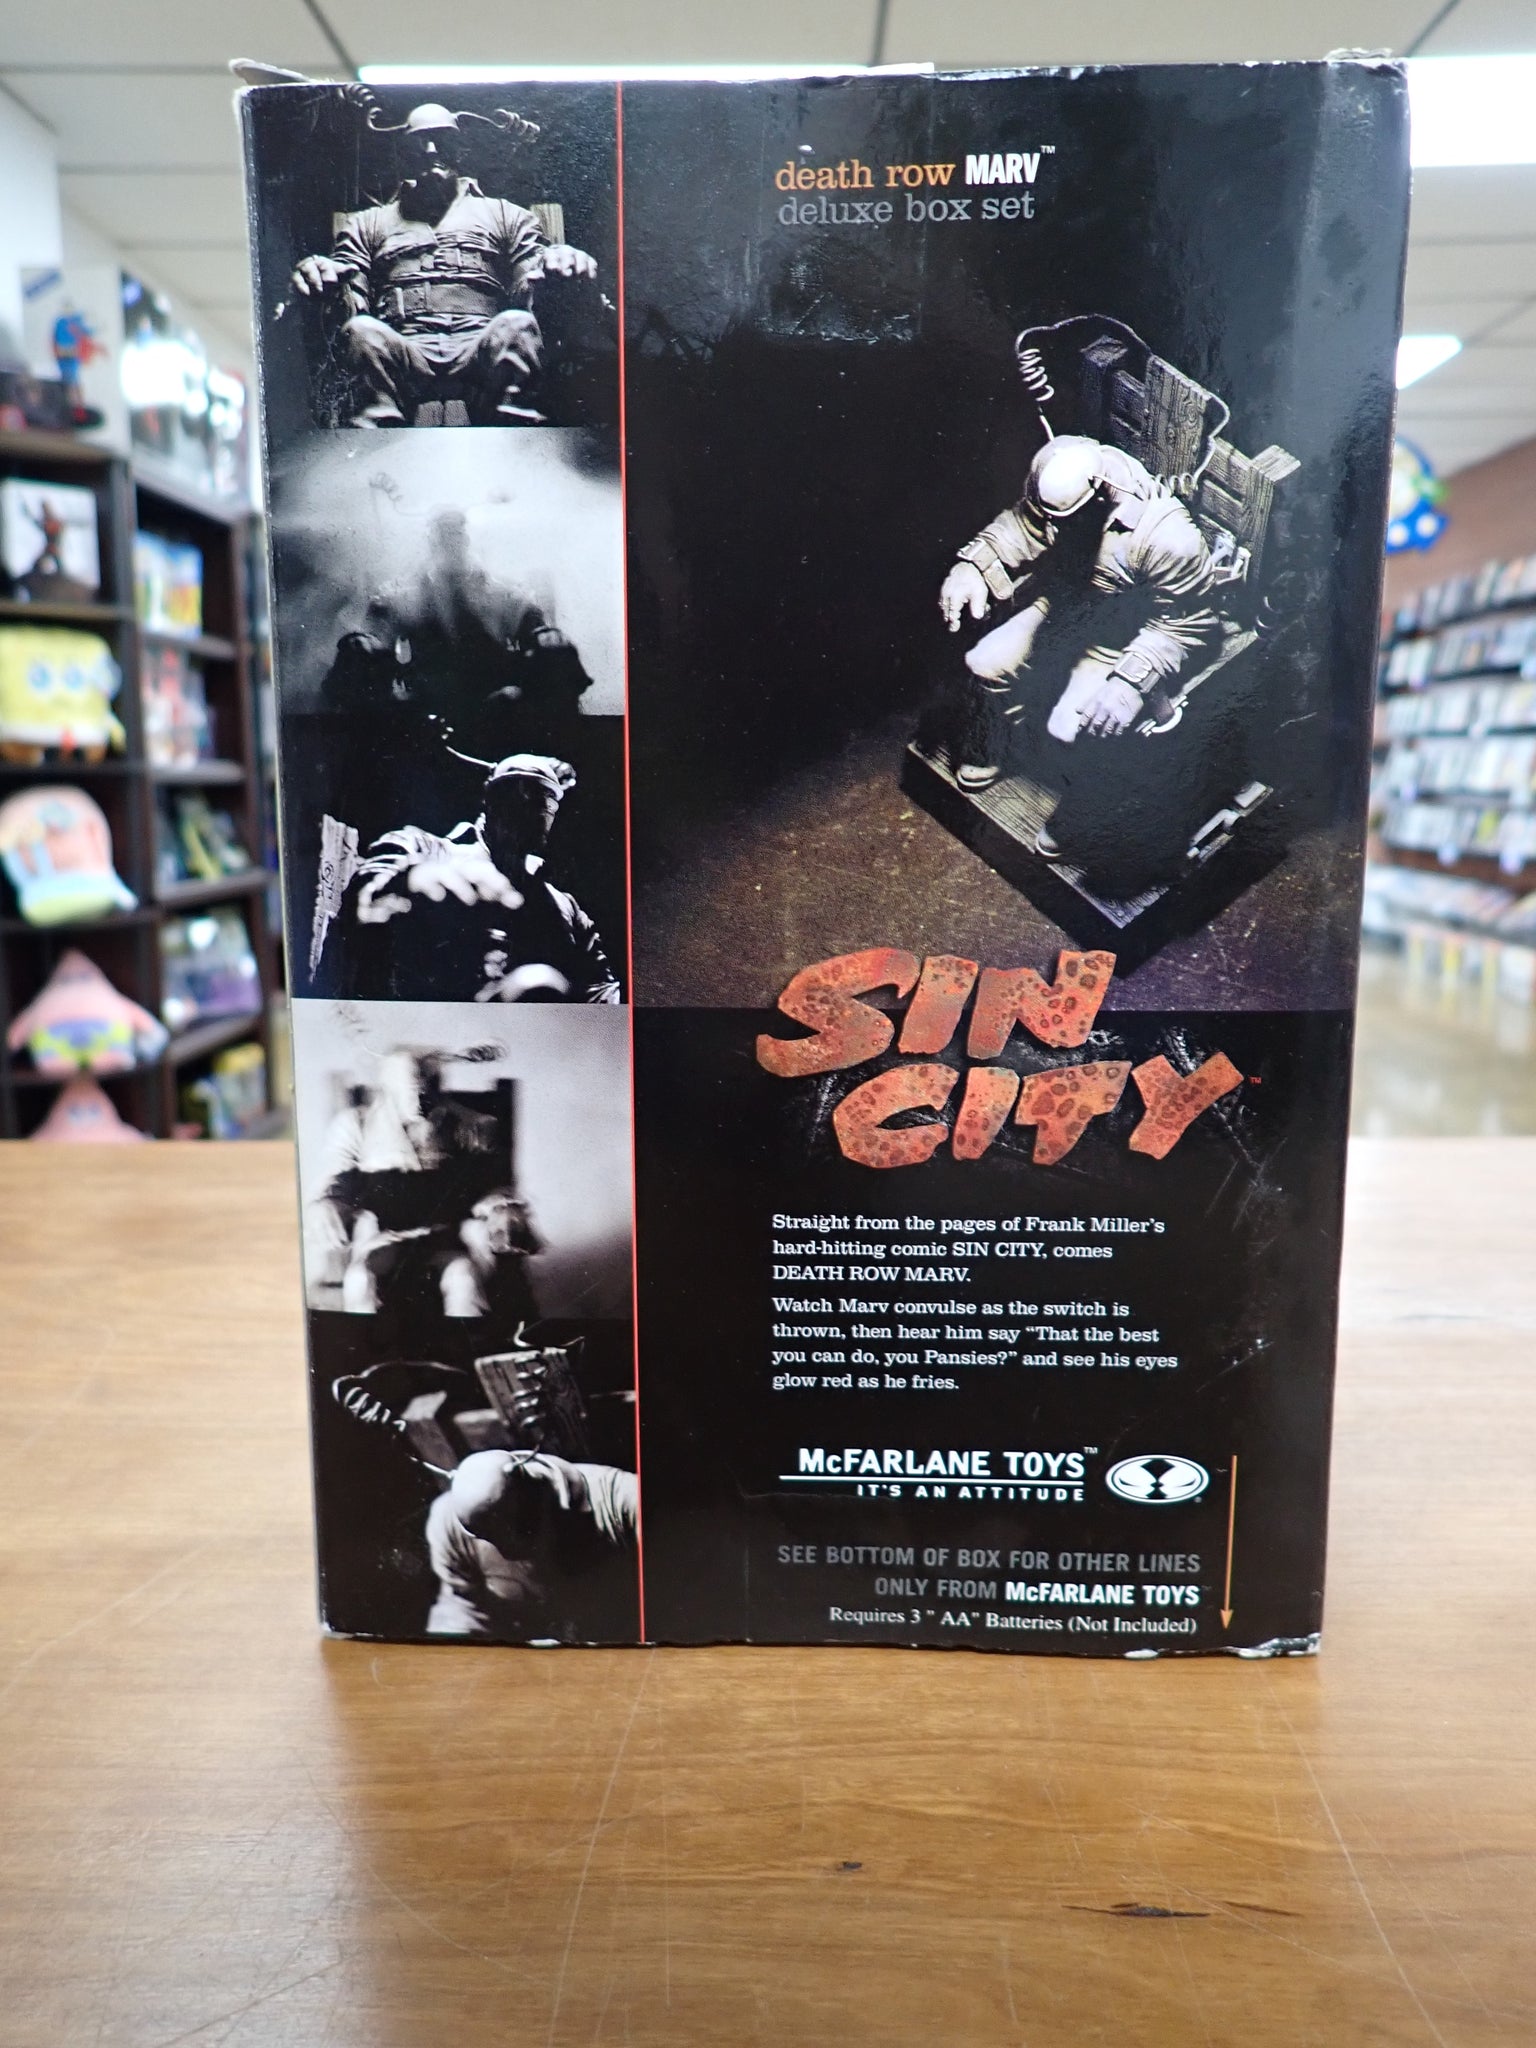 death row MARV™
deluxe box set
SIN
CITY™
Straight from the pages of Frank Miller's
hard-hitting comic SIN CITY, comes
DEATH ROW MARV.
Watch Marv convulse as the switch is
thrown, then hear him say "That the best
you can do, you Pansies?" and see his eyes
glow red as he fries.
McFARLANE TOYS™
IT'S AN ATTITUDE
SEE BOTTOM OF BOX FOR OTHER LINES
ONLY FROM McFARLANE TOYS™
Requires 3 " AA" Batteries (Not Included)